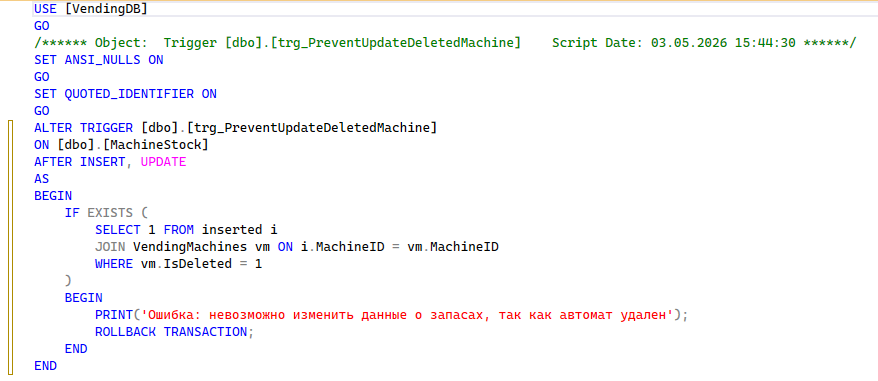 USE [VendingDB]
GO
/****** Object:  Trigger [dbo].[trg_PreventUpdateDeletedMachine]    Script Date: 03.05.2026 15:44:30 ******/
SET ANSI_NULLS ON
GO
SET QUOTED_IDENTIFIER ON
GO
ALTER TRIGGER [dbo].[trg_PreventUpdateDeletedMachine]
ON [dbo].[MachineStock]
AFTER INSERT, UPDATE
AS
BEGIN
    IF EXISTS (
        SELECT 1 FROM inserted i
        JOIN VendingMachines vm ON i.MachineID = vm.MachineID
        WHERE vm.IsDeleted = 1
    )
    BEGIN
        PRINT('Ошибка: невозможно изменить данные о запасах, так как автомат удален');
        ROLLBACK TRANSACTION;
    END
END